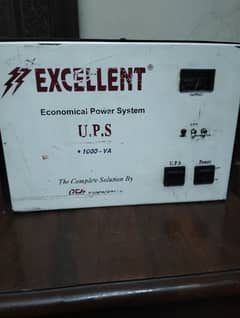 EXCELLENT®
Economical Power System
U.P.S
1000-VA
U.P.S Power
The Complete Solution By